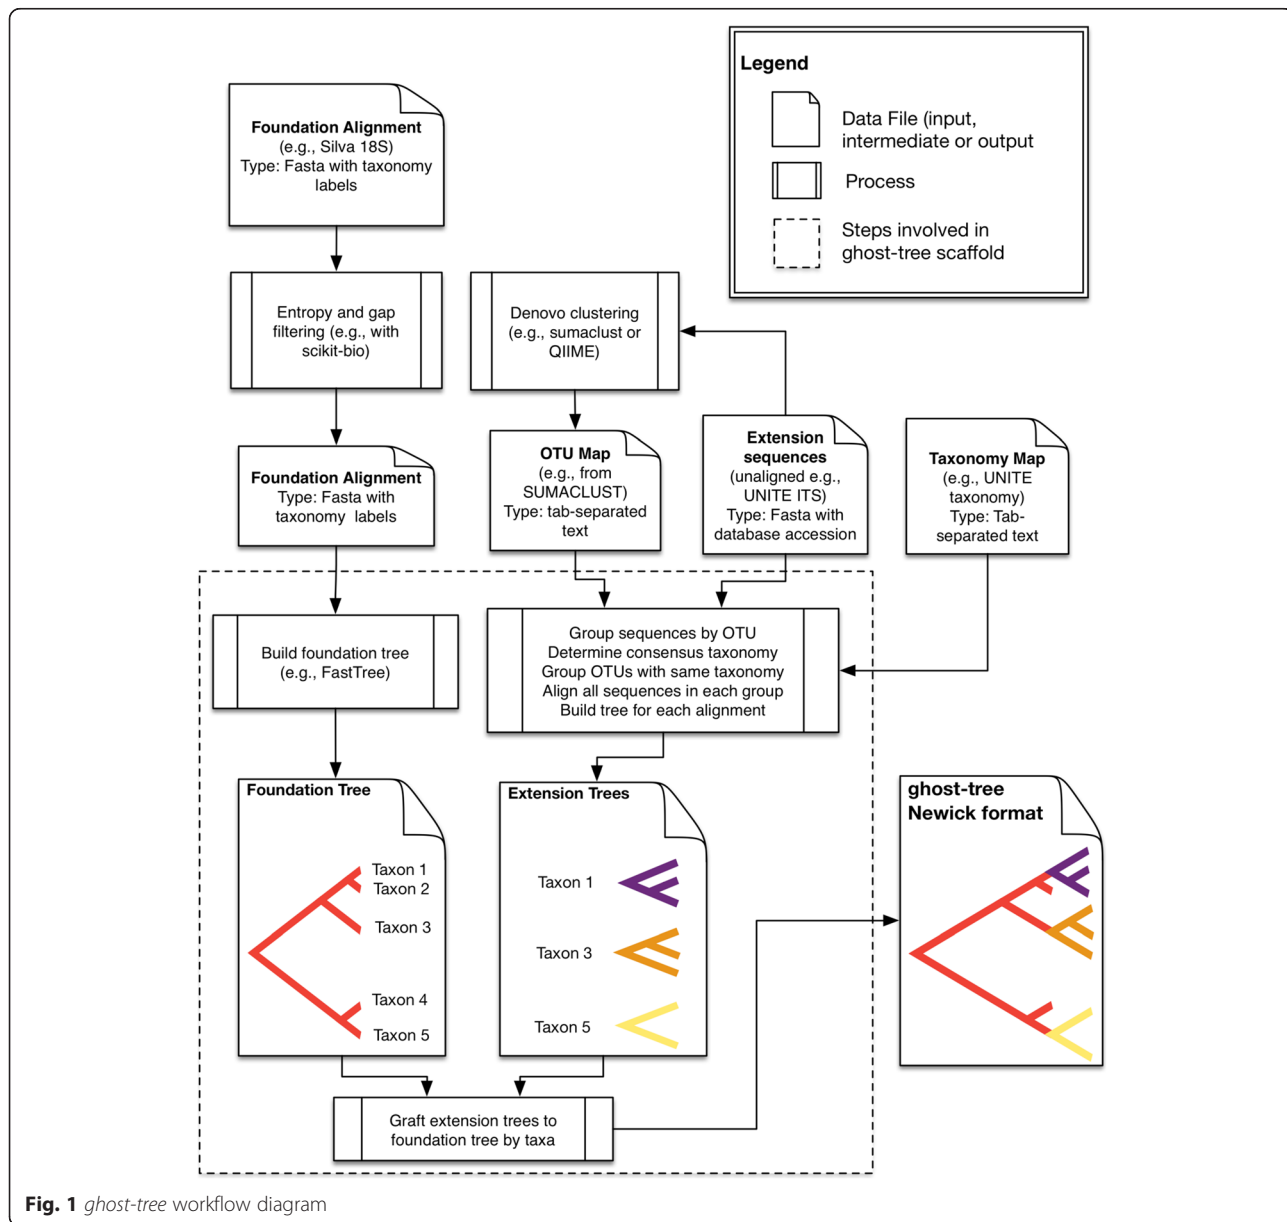 Legend
Data File (input,
intermediate or output
Process
Steps involved in
ghost-tree scaffold
Foundation Alignment
(e.g., Silva 18S)
Type: Fasta with taxonomy
labels
Entropy and gap
filtering (e.g., with
scikit-bio)
Denovo clustering
(e.g., sumaclust or
QIIME)
Foundation Alignment
Type: Fasta with
taxonomy labels
OTU Map
(e.g., from
SUMACLUST)
Type: tab-separated
text
Extension
sequences
(unaligned e.g.,
UNITE ITS)
Type: Fasta with
database accession
Taxonomy Map
(e.g., UNITE
taxonomy)
Type: Tab-
separated text
Build foundation tree
(e.g., FastTree)
Group sequences by OTU
Determine consensus taxonomy
Group OTUs with same taxonomy
Align all sequences in each group
Build tree for each alignment
Foundation Tree
Taxon 1
Taxon 2
Taxon 3
Taxon 4
Taxon 5
Extension Trees
Taxon 1
Taxon 3
Taxon 5
ghost-tree
Newick format
Graft extension trees to
foundation tree by taxa
Fig. 1 ghost-tree workflow diagram